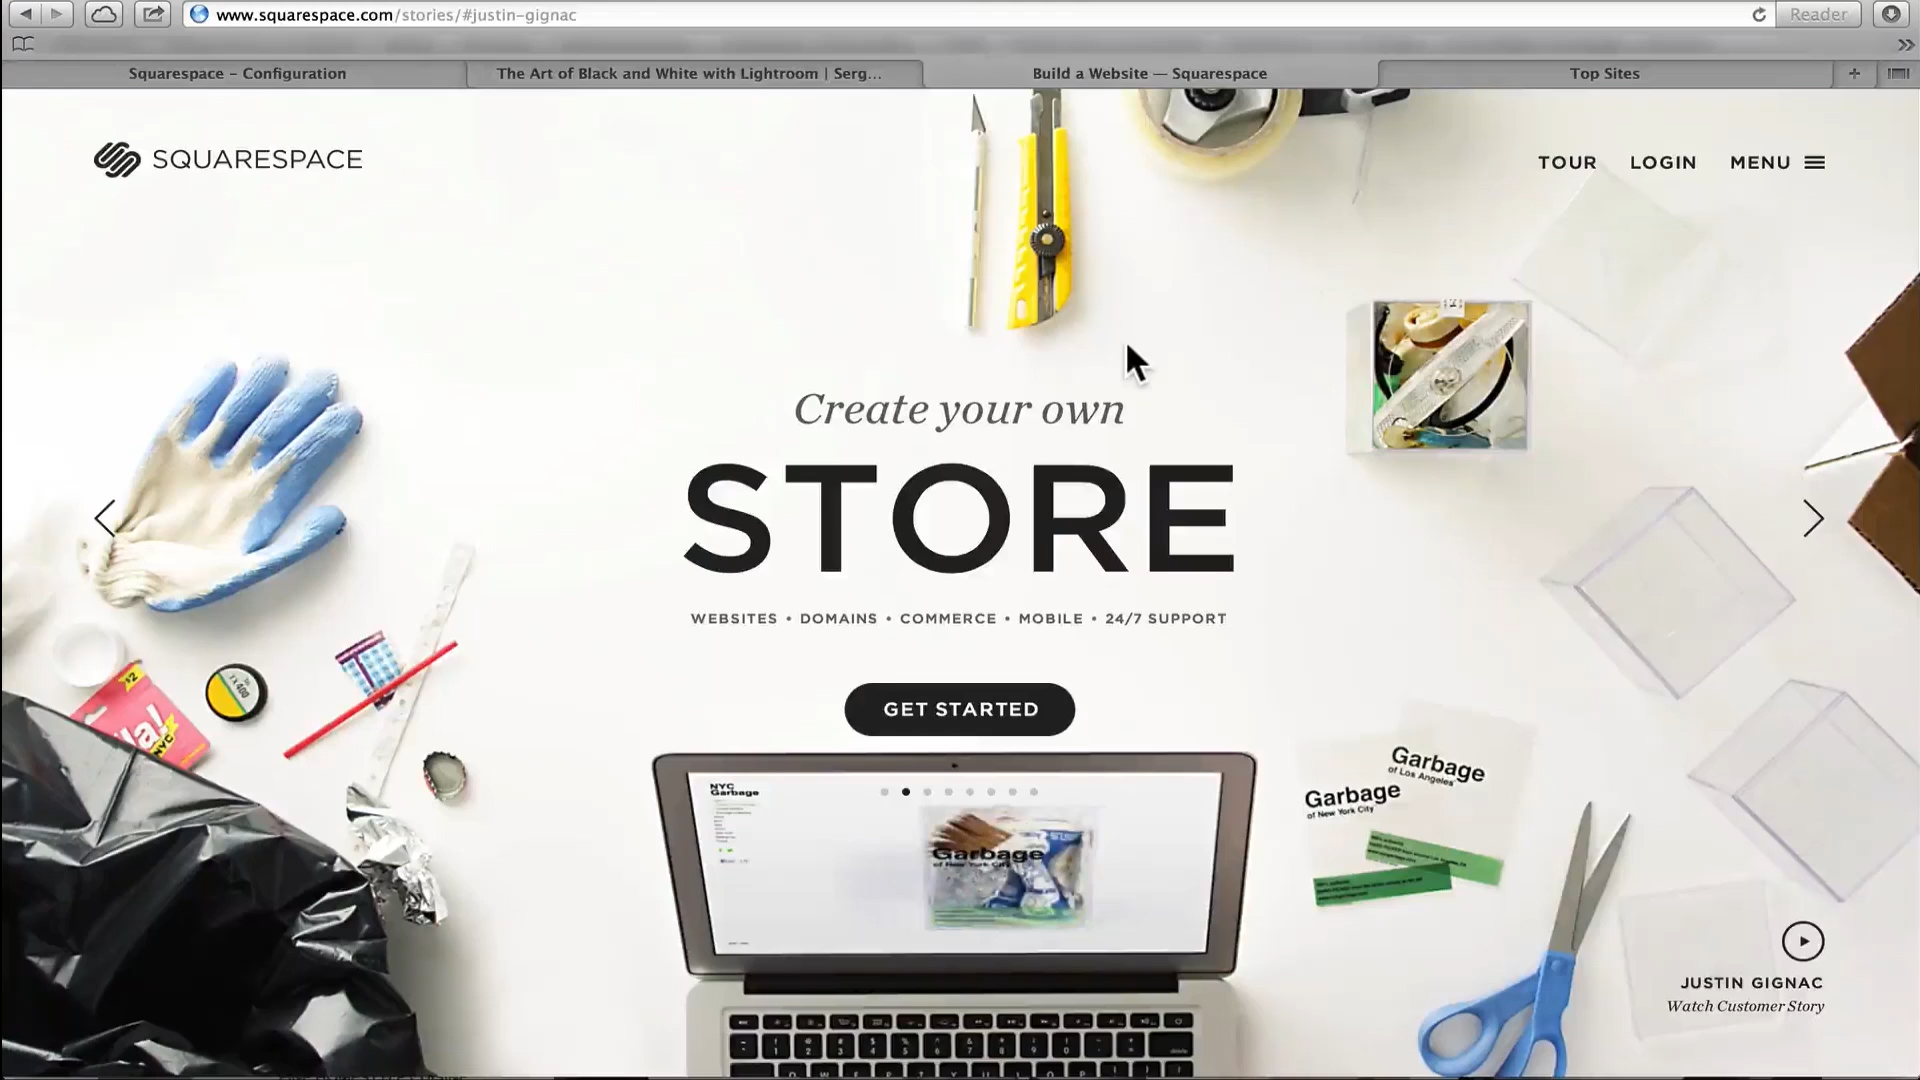 www.squarespace.com/stories/#justin-gignac
Reader
Squarespace – Configuration
The Art of Black and White with Lightroom | Serg...
Build a Website — Squarespace
Top Sites
SQUARESPACE
TOUR
LOGIN
MENU
Create your own
STORE
WEBSITES • DOMAINS • COMMERCE • MOBILE • 24/7 SUPPORT
GET STARTED
$2
NYC
NYC
Garbage
Garbage
of New York City
Garbage
of Los Angeles
Garbage
of New York City
JUSTIN GIGNAC
Watch Customer Story